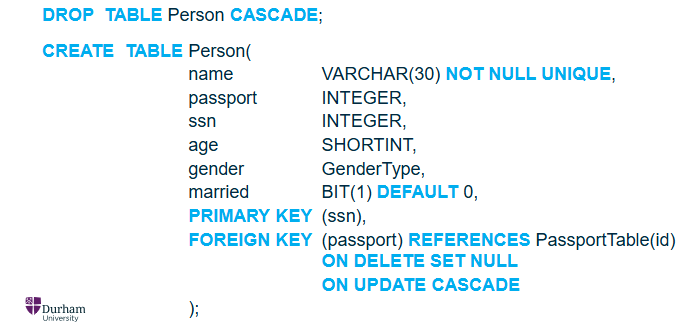 DROP TABLE Person CASCADE;
CREATE TABLE Person(
name VARCHAR(30) NOT NULL UNIQUE,
passport INTEGER,
ssn INTEGER,
age SHORTINT,
gender GenderType,
married BIT(1) DEFAULT 0,
PRIMARY KEY (ssn),
FOREIGN KEY (passport) REFERENCES PassportTable(id)
ON DELETE SET NULL
ON UPDATE CASCADE
);
Durham
University